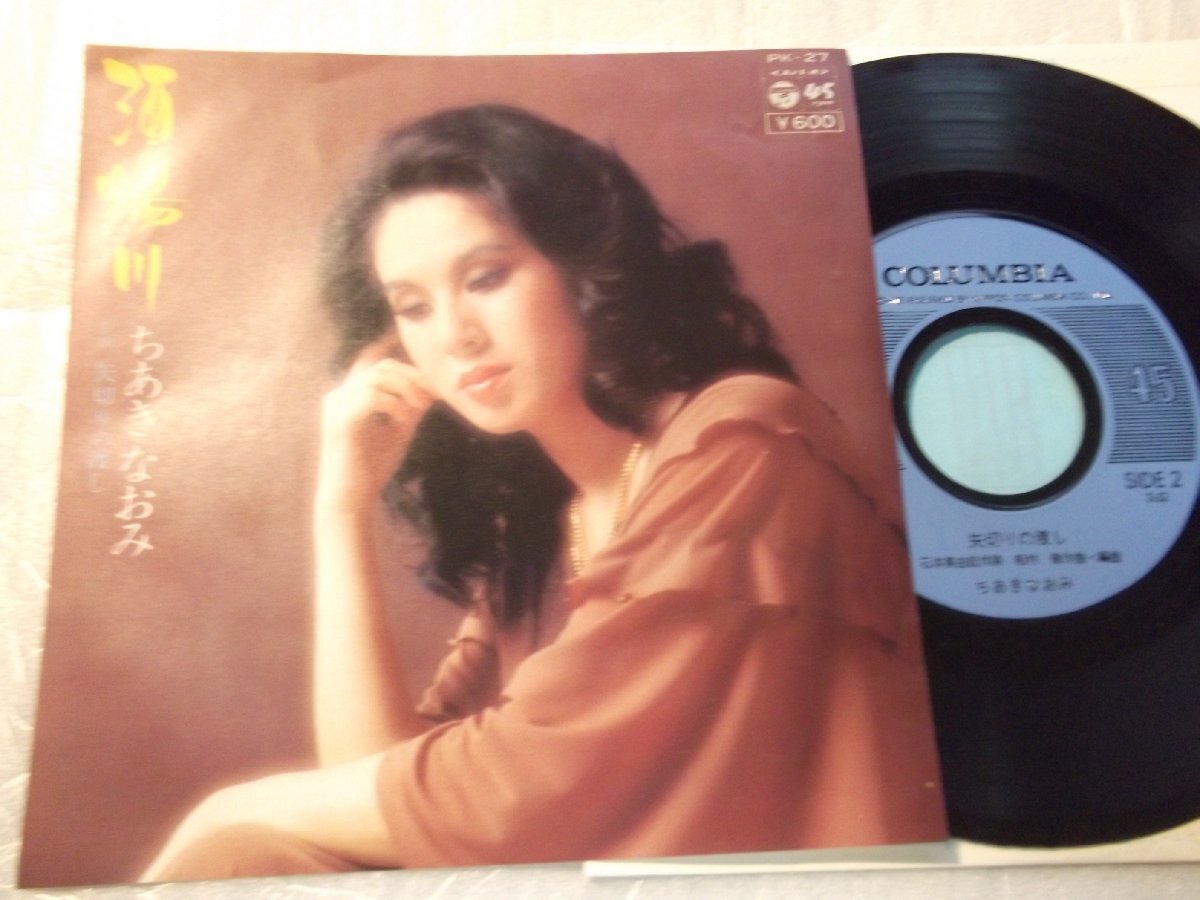 酒場川
ちあきなおみ
矢切の渡し
PK-27
45
¥600
COLUMBIA
45
SIDE 2
矢切りの渡し
ちあきなおみ